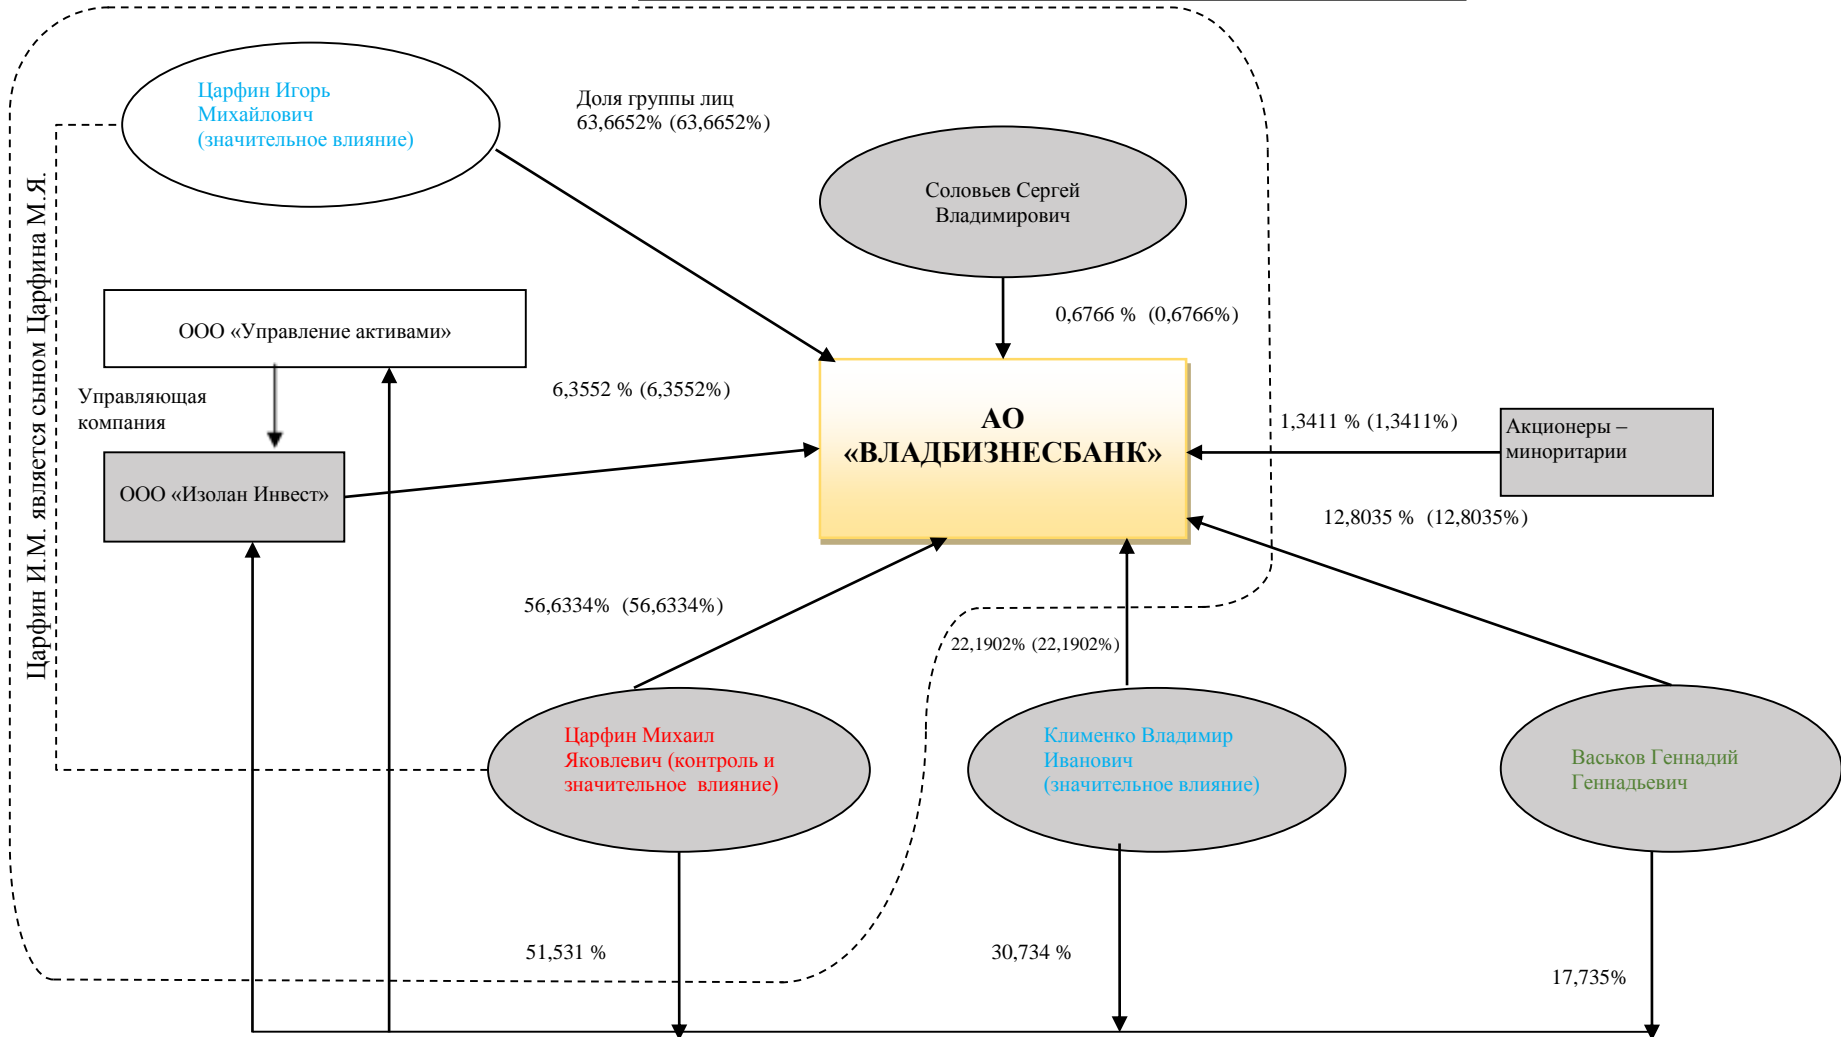 Царфин Игорь
Михайлович
(значительное влияние)
Доля группы лиц
63,6652% (63,6652%)
Соловьев Сергей
Владимирович
Царфин И.М. является сыном Царфина М.Я.
ООО «Управление активами»
0,6766 % (0,6766%)
Управляющая
компания
6,3552 % (6,3552%)
АО
«ВЛАДБИЗНЕСБАНК»
1,3411 % (1,3411%)
Акционеры –
миноритарии
ООО «Изолан Инвест»
12,8035 % (12,8035%)
56,6334% (56,6334%)
22,1902% (22,1902%)
Царфин Михаил
Яковлевич (контроль и
значительное влияние)
Клименко Владимир
Иванович
(значительное влияние)
Васьков Геннадий
Геннадьевич
51,531 %
30,734 %
17,735%